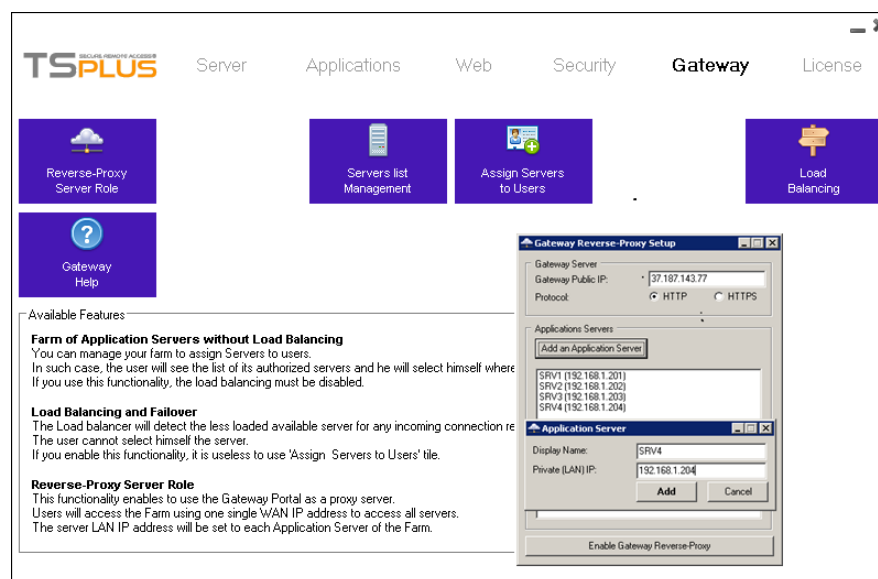 TSPLUS SECURE REMOTE ACCESS®
Server Applications Web Security Gateway License
Reverse-Proxy
Server Role
Servers list
Management
Assign Servers
to Users
Load
Balancing
Gateway
Help
Available Features
Farm of Application Servers without Load Balancing
You can manage your farm to assign Servers to users.
In such case, the user will see the list of its authorized servers and he will select himself where
If you use this functionality, the load balancing must be disabled.
Load Balancing and Failover
The Load balancer will detect the less loaded available server for any incoming connection re
The user cannot select himself the server.
If you enable this functionality, it is useless to use 'Assign Servers to Users' tile.
Reverse-Proxy Server Role
This functionality enables to use the Gateway Portal as a proxy server.
Users will access the Farm using one single WAN IP address to access all servers.
The server LAN IP address will be set to each Application Server of the Farm.
Gateway Reverse-Proxy Setup
Gateway Server
Gateway Public IP: 37.187.143.77
Protocol: HTTP HTTPS
Applications Servers
Add an Application Server
SRV1 (192.168.1.201)
SRV2 (192.168.1.202)
SRV3 (192.168.1.203)
SRV4 (192.168.1.204)
Application Server
Display Name: SRV4
Private (LAN) IP: 192.168.1.204
Add Cancel
Enable Gateway Reverse-Proxy